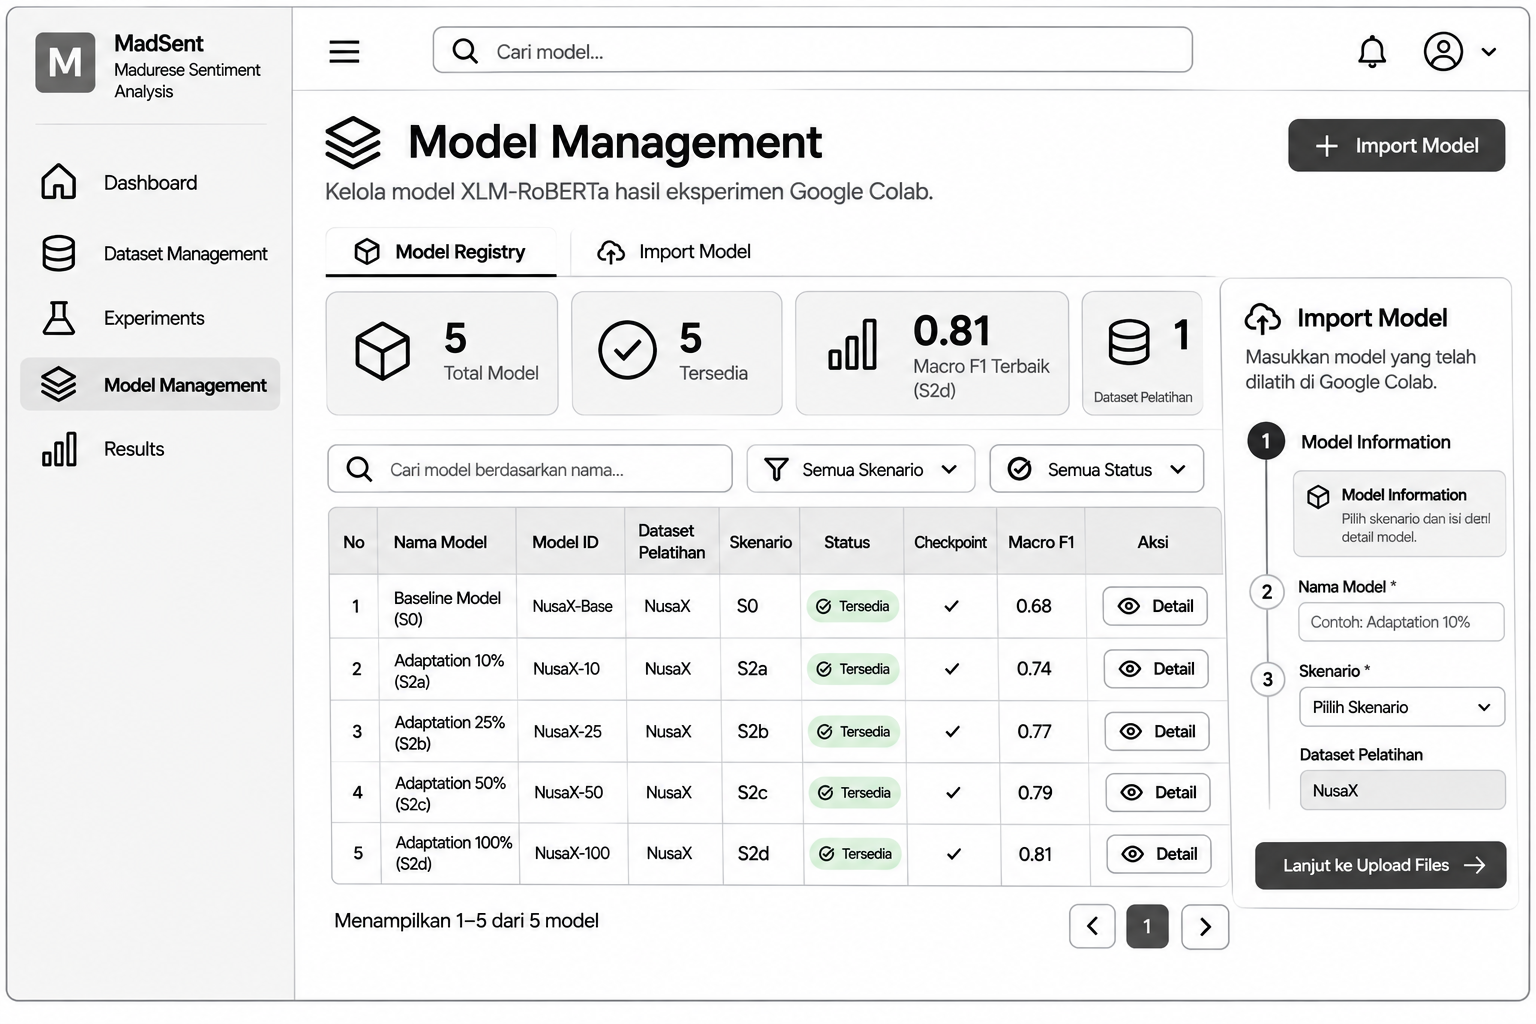 M
MadSent
Madurese Sentiment
Analysis
Dashboard
Dataset Management
Experiments
Model Management
Results
Cari model...
Model Management
Kelola model XLM-RoBERTa hasil eksperimen Google Colab.
Import Model
Model Registry
Import Model
5
Total Model
5
Tersedia
0.81
Macro F1 Terbaik
(S2d)
1
Dataset Pelatihan
Cari model berdasarkan nama...
Semua Skenario
Semua Status
No Nama Model Model ID Dataset Pelatihan Skenario Status Checkpoint Macro F1 Aksi
1 Baseline Model (S0) NusaX-Base NusaX S0 Tersedia ✓ 0.68 Detail
2 Adaptation 10% (S2a) NusaX-10 NusaX S2a Tersedia ✓ 0.74 Detail
3 Adaptation 25% (S2b) NusaX-25 NusaX S2b Tersedia ✓ 0.77 Detail
4 Adaptation 50% (S2c) NusaX-50 NusaX S2c Tersedia ✓ 0.79 Detail
5 Adaptation 100% (S2d) NusaX-100 NusaX S2d Tersedia ✓ 0.81 Detail
Menampilkan 1–5 dari 5 model
1
Import Model
Masukkan model yang telah
dilatih di Google Colab.
1 Model Information
Model Information
Pilih skenario dan isi
detail model.
2 Nama Model *
Contoh: Adaptation 10%
3 Skenario *
Piilih Skenario
Dataset Pelatihan
NusaX
Lanjut ke Upload Files →